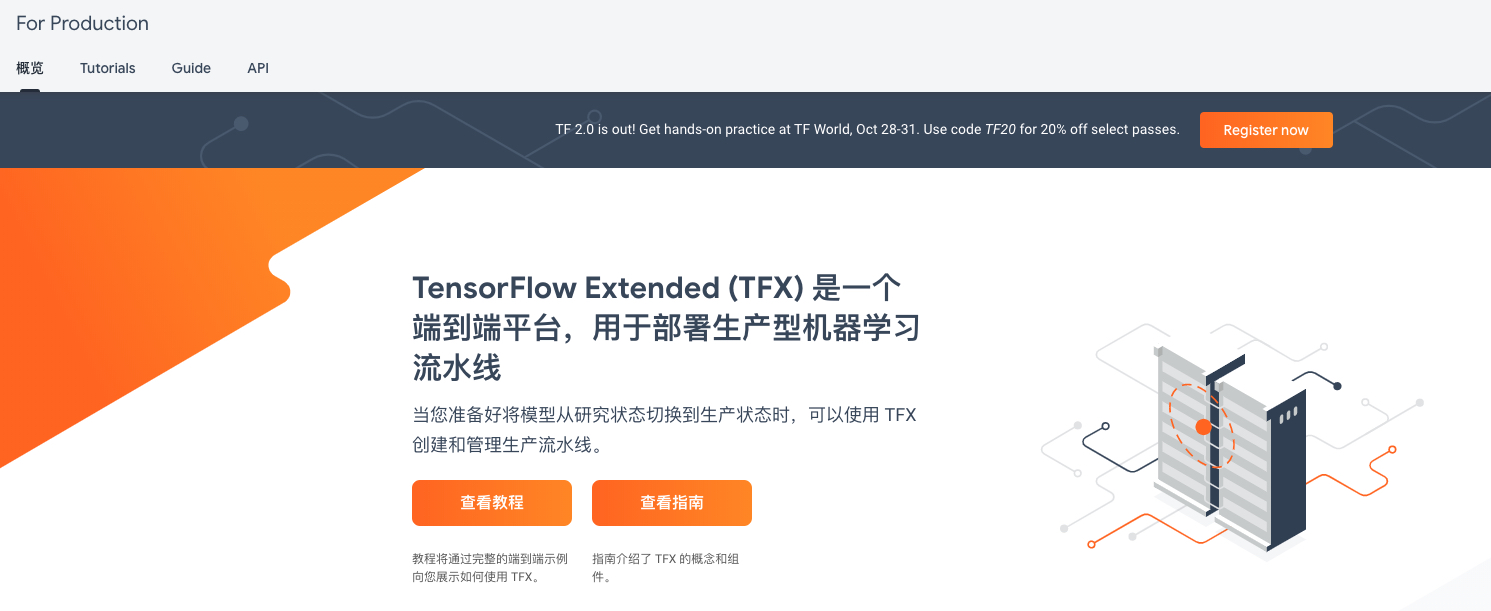 For Production
概览 Tutorials Guide API
TF 2.0 is out! Get hands-on practice at TF World, Oct 28-31. Use code TF20 for 20% off select passes. Register now
TensorFlow Extended (TFX) 是一个
端到端平台，用于部署生产型机器学习
流水线
当您准备好将模型从研究状态切换到生产状态时，可以使用 TFX
创建和管理生产流水线。
查看教程 查看指南
教程将通过完整的端到端示例
向您展示如何使用 TFX。
指南介绍了 TFX 的概念和组
件。